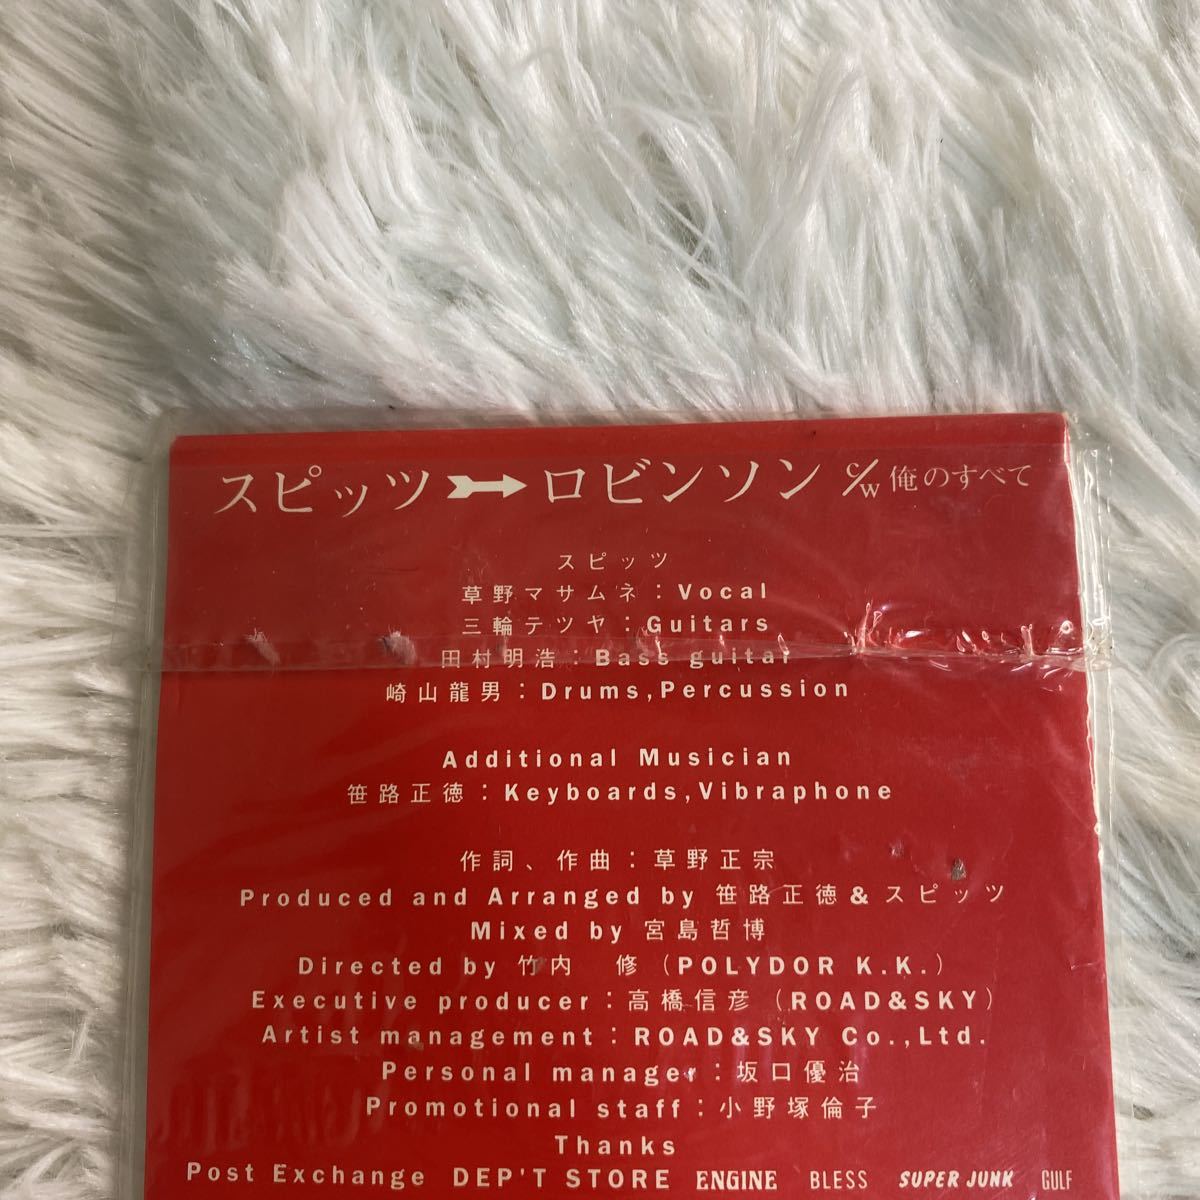 スピッツ ➳ ロビンソン c/w 俺のすべて
スピッツ
草野マサムネ：Vocal
三輪テツヤ：Guitars
田村明浩：Bass guitar
崎山龍男：Drums,Percussion
Additional Musician
笹路正徳：Keyboards,Vibraphone
作詞、作曲：草野正宗
Produced and Arranged by 笹路正徳&スピッツ
Mixed by 宮島哲博
Directed by 竹内 修（POLYDOR K.K.）
Executive producer：高橋信彦（ROAD&SKY）
Artist management：ROAD&SKY Co.,Ltd.
Personal manager：坂口優治
Promotional staff：小野塚倫子
Thanks
Post Exchange DEP'T STORE ENGINE BLESS SUPER JUNK GULF